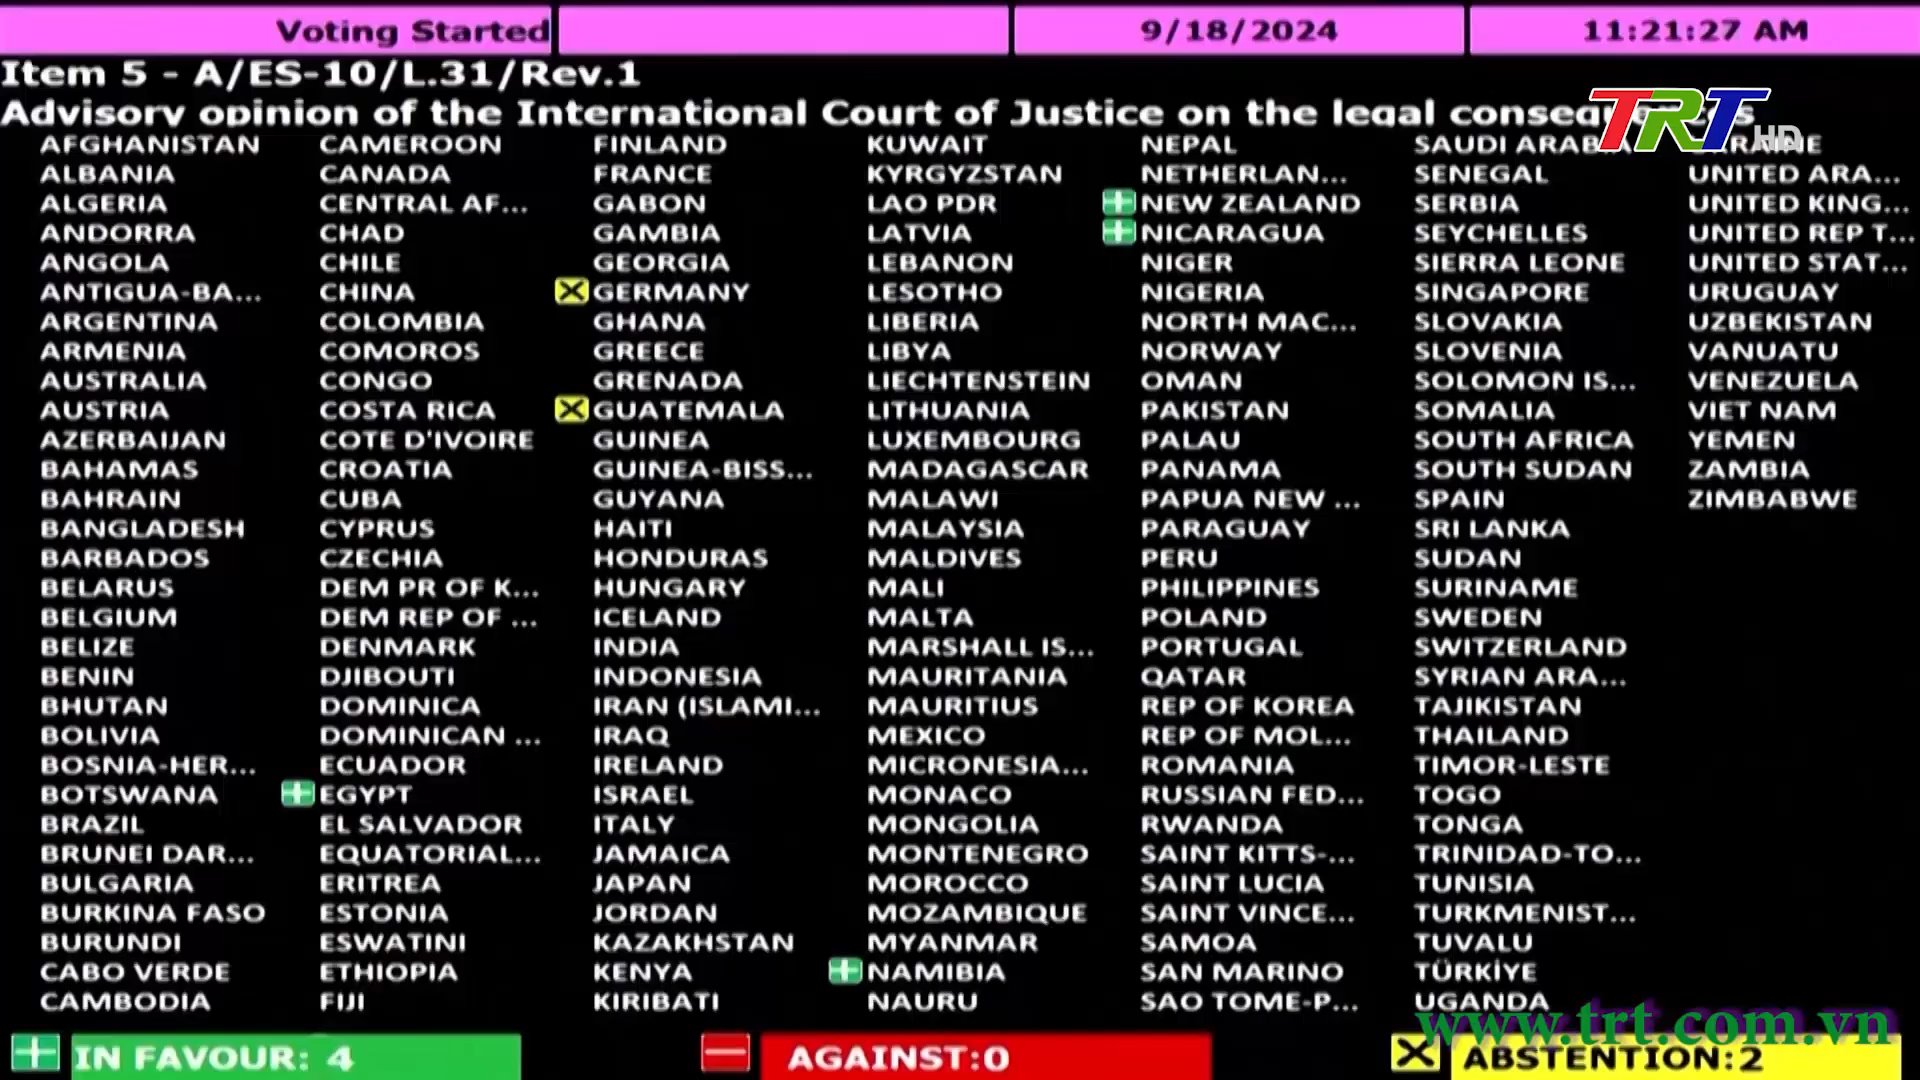 Voting Started 9/18/2024 11:21:27 AM
Item 5 - A/ES-10/L.31/Rev.1
Advisory opinion of the International Court of Justice on the legal consequences
TRT HD
AFGHANISTAN
ALBANIA
ALGERIA
ANDORRA
ANGOLA
ANTIGUA-BA...
ARGENTINA
ARMENIA
AUSTRALIA
AUSTRIA
AZERBAIJAN
BAHAMAS
BAHRAIN
BANGLADESH
BARBADOS
BELARUS
BELGIUM
BELIZE
BENIN
BHUTAN
BOLIVIA
BOSNIA-HER...
BOTSWANA
BRAZIL
BRUNEI DAR...
BULGARIA
BURKINA FASO
BURUNDI
CABO VERDE
CAMBODIA
CAMEROON
CANADA
CENTRAL AF...
CHAD
CHILE
CHINA
COLOMBIA
COMOROS
CONGO
COSTA RICA
COTE D'IVOIRE
CROATIA
CUBA
CYPRUS
CZECHIA
DEM PR OF K...
DEM REP OF ...
DENMARK
DJIBOUTI
DOMINICA
DOMINICAN ...
ECUADOR
EGYPT
EL SALVADOR
EQUATORIAL...
ERITREA
ESTONIA
ESWATINI
ETHIOPIA
FIJI
FINLAND
FRANCE
GABON
GAMBIA
GEORGIA
GERMANY
GHANA
GREECE
GRENADA
GUATEMALA
GUINEA
GUINEA-BISS...
GUYANA
HAITI
HONDURAS
HUNGARY
ICELAND
INDIA
INDONESIA
IRAN (ISLAMI...
IRAQ
IRELAND
ISRAEL
ITALY
JAMAICA
JAPAN
JORDAN
KAZAKHSTAN
KENYA
KIRIBATI
KUWAIT
KYRGYZSTAN
LAO PDR
LATVIA
LEBANON
LESOTHO
LIBERIA
LIBYA
LIECHTENSTEIN
LITHUANIA
LUXEMBOURG
MADAGASCAR
MALAWI
MALAYSIA
MALDIVES
MALI
MALTA
MARSHALL IS...
MAURITANIA
MAURITIUS
MEXICO
MICRONESIA...
MONACO
MONGOLIA
MONTENEGRO
MOROCCO
MOZAMBIQUE
MYANMAR
NAMIBIA
NAURU
NEPAL
NETHERLAN...
NEW ZEALAND
NICARAGUA
NIGER
NIGERIA
NORTH MAC...
NORWAY
OMAN
PAKISTAN
PALAU
PANAMA
PAPUA NEW ...
PARAGUAY
PERU
PHILIPPINES
POLAND
PORTUGAL
QATAR
REP OF KOREA
REP OF MOL...
ROMANIA
RUSSIAN FED...
RWANDA
SAINT KITTS-...
SAINT LUCIA
SAINT VINCE...
SAMOA
SAN MARINO
SAO TOME-P...
SAUDI ARABIA
SENEGAL
SERBIA
SEYCHELLES
SIERRA LEONE
SINGAPORE
SLOVAKIA
SLOVENIA
SOLOMON IS...
SOMALIA
SOUTH AFRICA
SOUTH SUDAN
SPAIN
SRI LANKA
SUDAN
SURINAME
SWEDEN
SWITZERLAND
SYRIAN ARA...
TAJIKISTAN
THAILAND
TIMOR-LESTE
TOGO
TONGA
TRINIDAD-TO...
TUNISIA
TURKMENIST...
TUVALU
TÜRKİYE
UGANDA
UKRAINE
UNITED ARA...
UNITED KING...
UNITED REP T...
UNITED STAT...
URUGUAY
UZBEKISTAN
VANUATU
VENEZUELA
VIET NAM
YEMEN
ZAMBIA
ZIMBABWE
www.trt.com.vn
IN FAVOUR: 4 AGAINST:0 ABSTENTION:2